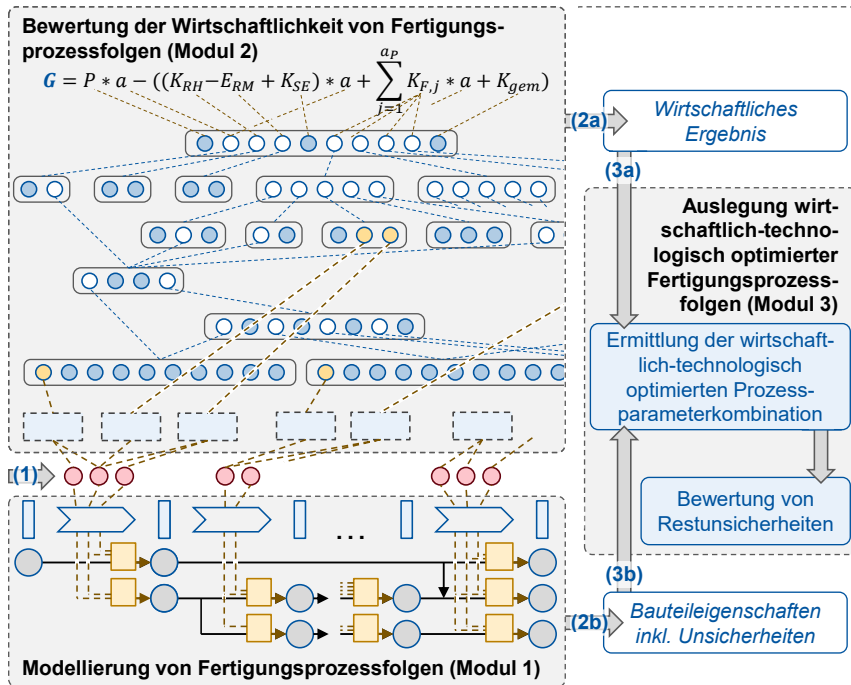 Bewertung der Wirtschaftlichkeit von Fertigungs-
prozessfolgen (Modul 2)
G = P * a − ((K_RH−E_RM + K_SE) * a + ∑_{j=1}^{a_P} K_{F,j} * a + K_gem)
(2a)
Wirtschaftliches
Ergebnis
(3a)
Auslegung wirt-
schaftlich-techno-
logisch optimierter
Fertigungsprozess-
folgen (Modul 3)
Ermittlung der wirtschaft-
lich-technologisch
optimierten Prozess-
parameterkombination
(1)
Bewertung von
Restunsicherheiten
...
(3b)
(2b)
Bauteileigenschaften
inkl. Unsicherheiten
Modellierung von Fertigungsprozessfolgen (Modul 1)